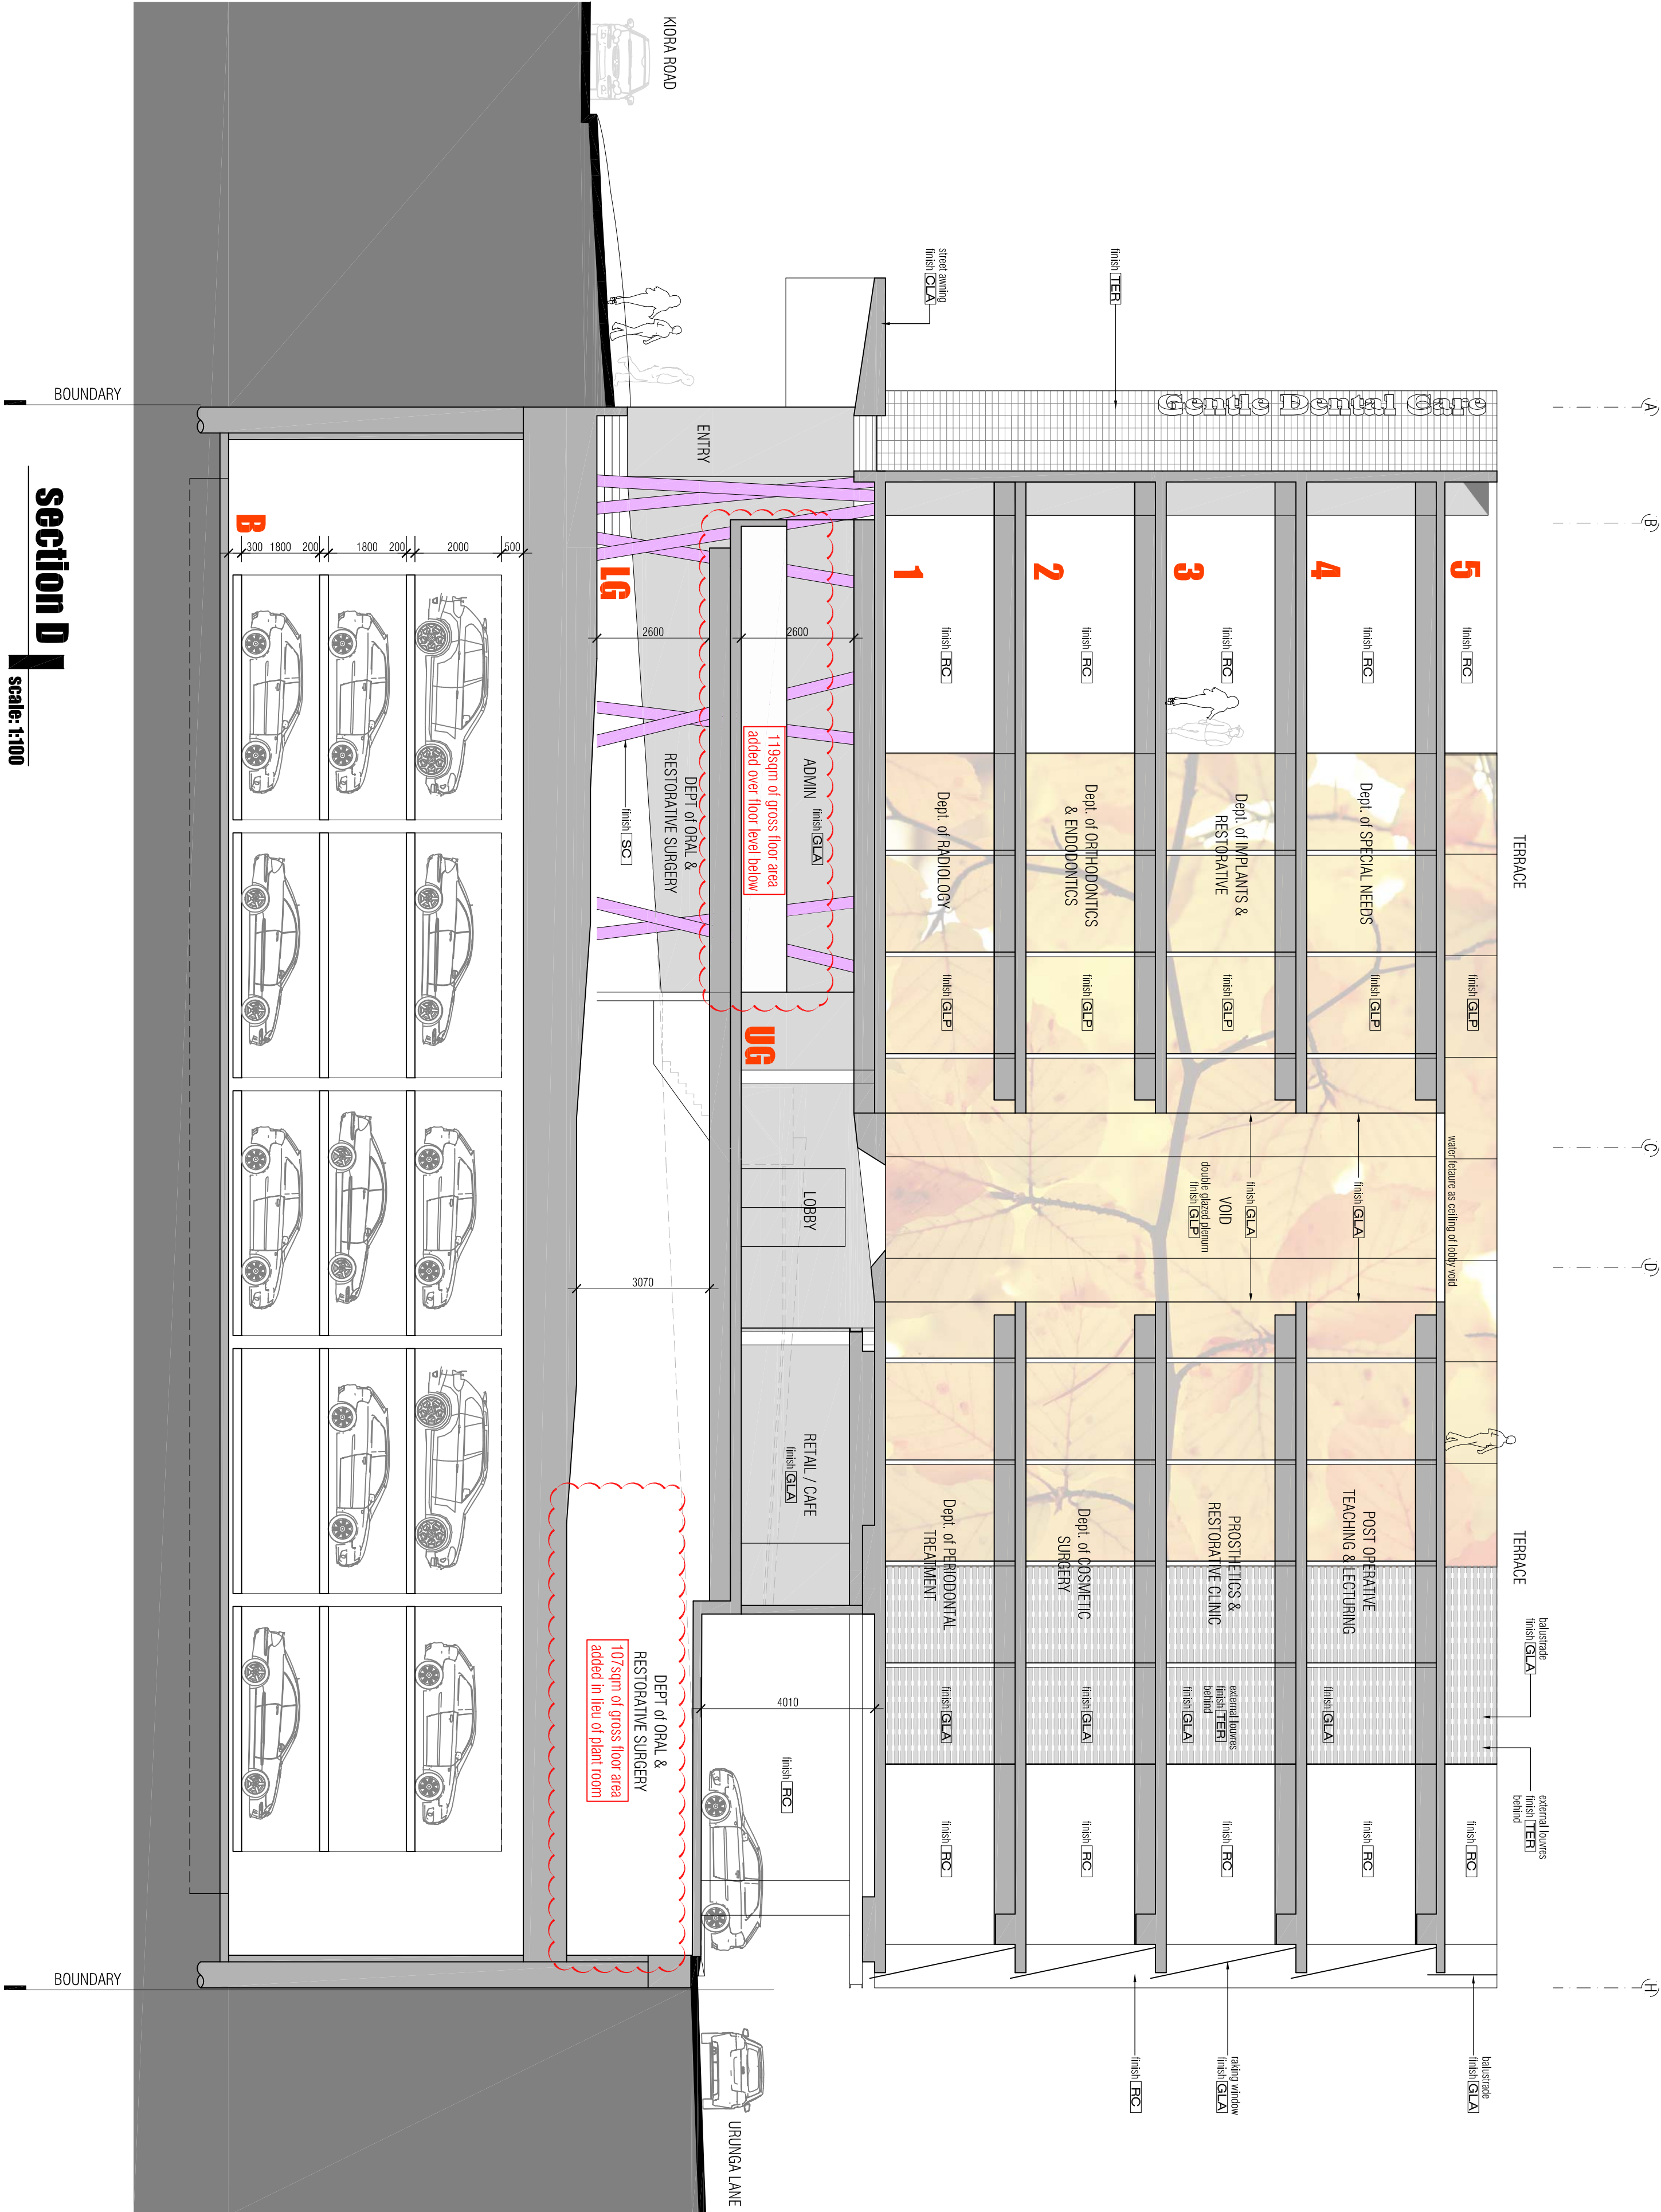 A
B
C
D
H
TERRACE
TERRACE
balustrade
finish GLA
external louvres
finish TER
behind
balustrade
finish GLA
Gentle Dental Care
finish TER
street awning
finish CLA
5
finish RC
finish GLP
water fetaure as ceiling of lobby void
finish RC
4
finish RC
Dept. of SPECIAL NEEDS
finish GLP
finish GLA
POST OPERATIVE
TEACHING & LECTURING
finish GLA
finish RC
3
finish RC
Dept. of IMPLANTS &
RESTORATIVE
finish GLP
finish GLA
VOID
double glazed plenum
finish GLP
PROSTHETICS &
RESTORATIVE CLINIC
external louvres
finish TER
behind
finish GLA
finish RC
raking window
finish GLA
2
finish RC
Dept. of ORTHODONTICS
& ENDODONTICS
finish GLP
Dept. of COSMETIC
SURGERY
finish GLA
finish RC
finish RC
1
finish RC
Dept. of RADIOLOGY
finish GLP
Dept. of PERIODONTAL
TREATMENT
finish GLA
finish RC
KIORA ROAD
ENTRY
2600
ADMIN
finish GLA
119sqm of gross floor area
added over floor level below
UG
LOBBY
RETAIL / CAFE
finish GLA
4010
finish RC
URUNGA LANE
LG
2600
DEPT of ORAL &
RESTORATIVE SURGERY
finish SC
3070
DEPT of ORAL &
RESTORATIVE SURGERY
107sqm of gross floor area
added in lieu of plant room
B
500
2000
200
1800
200
1800
300
BOUNDARY
BOUNDARY
section D
scale: 1:100